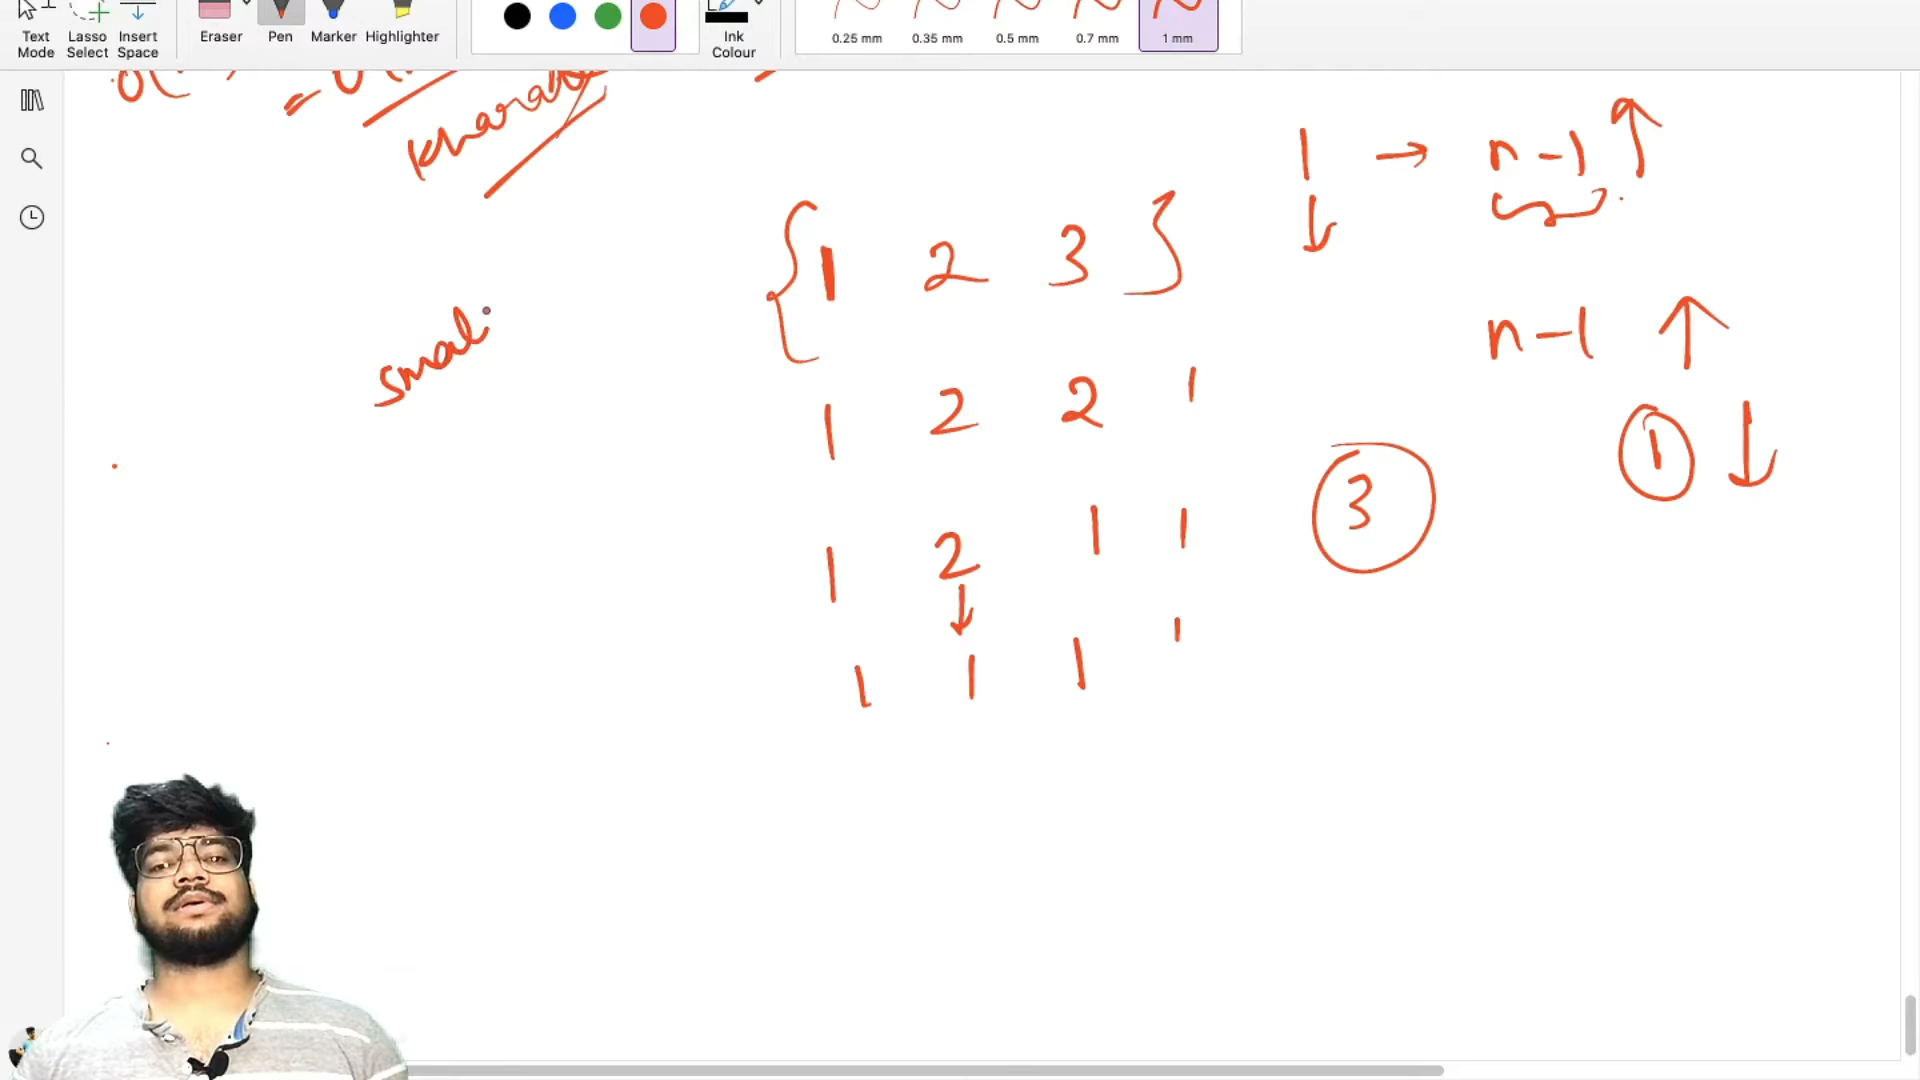 Text Mode
Lasso Select
Insert Space
Eraser
Pen
Marker
Highlighter
Ink Colour
0.25 mm
0.35 mm
0.5 mm
0.7 mm
1 mm
1 → n-1 ↑
↓
{ 1 2 3 }
n-1 ↑
smal
1 2 2 1
1 ↓
3
1 2 1 1
↓
1 1 1 1